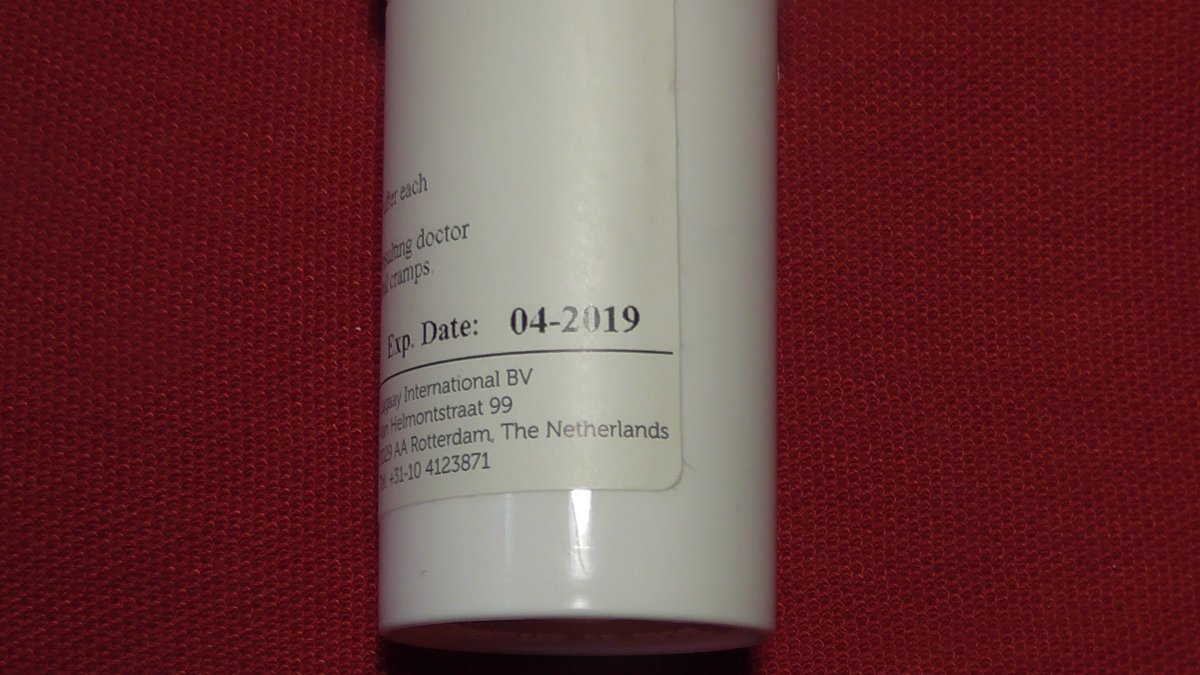 each
doctor
cramps.
Exp. Date: 04-2019
International BV
Helmontstraat 99
AA Rotterdam, The Netherlands
+31-10 4123871